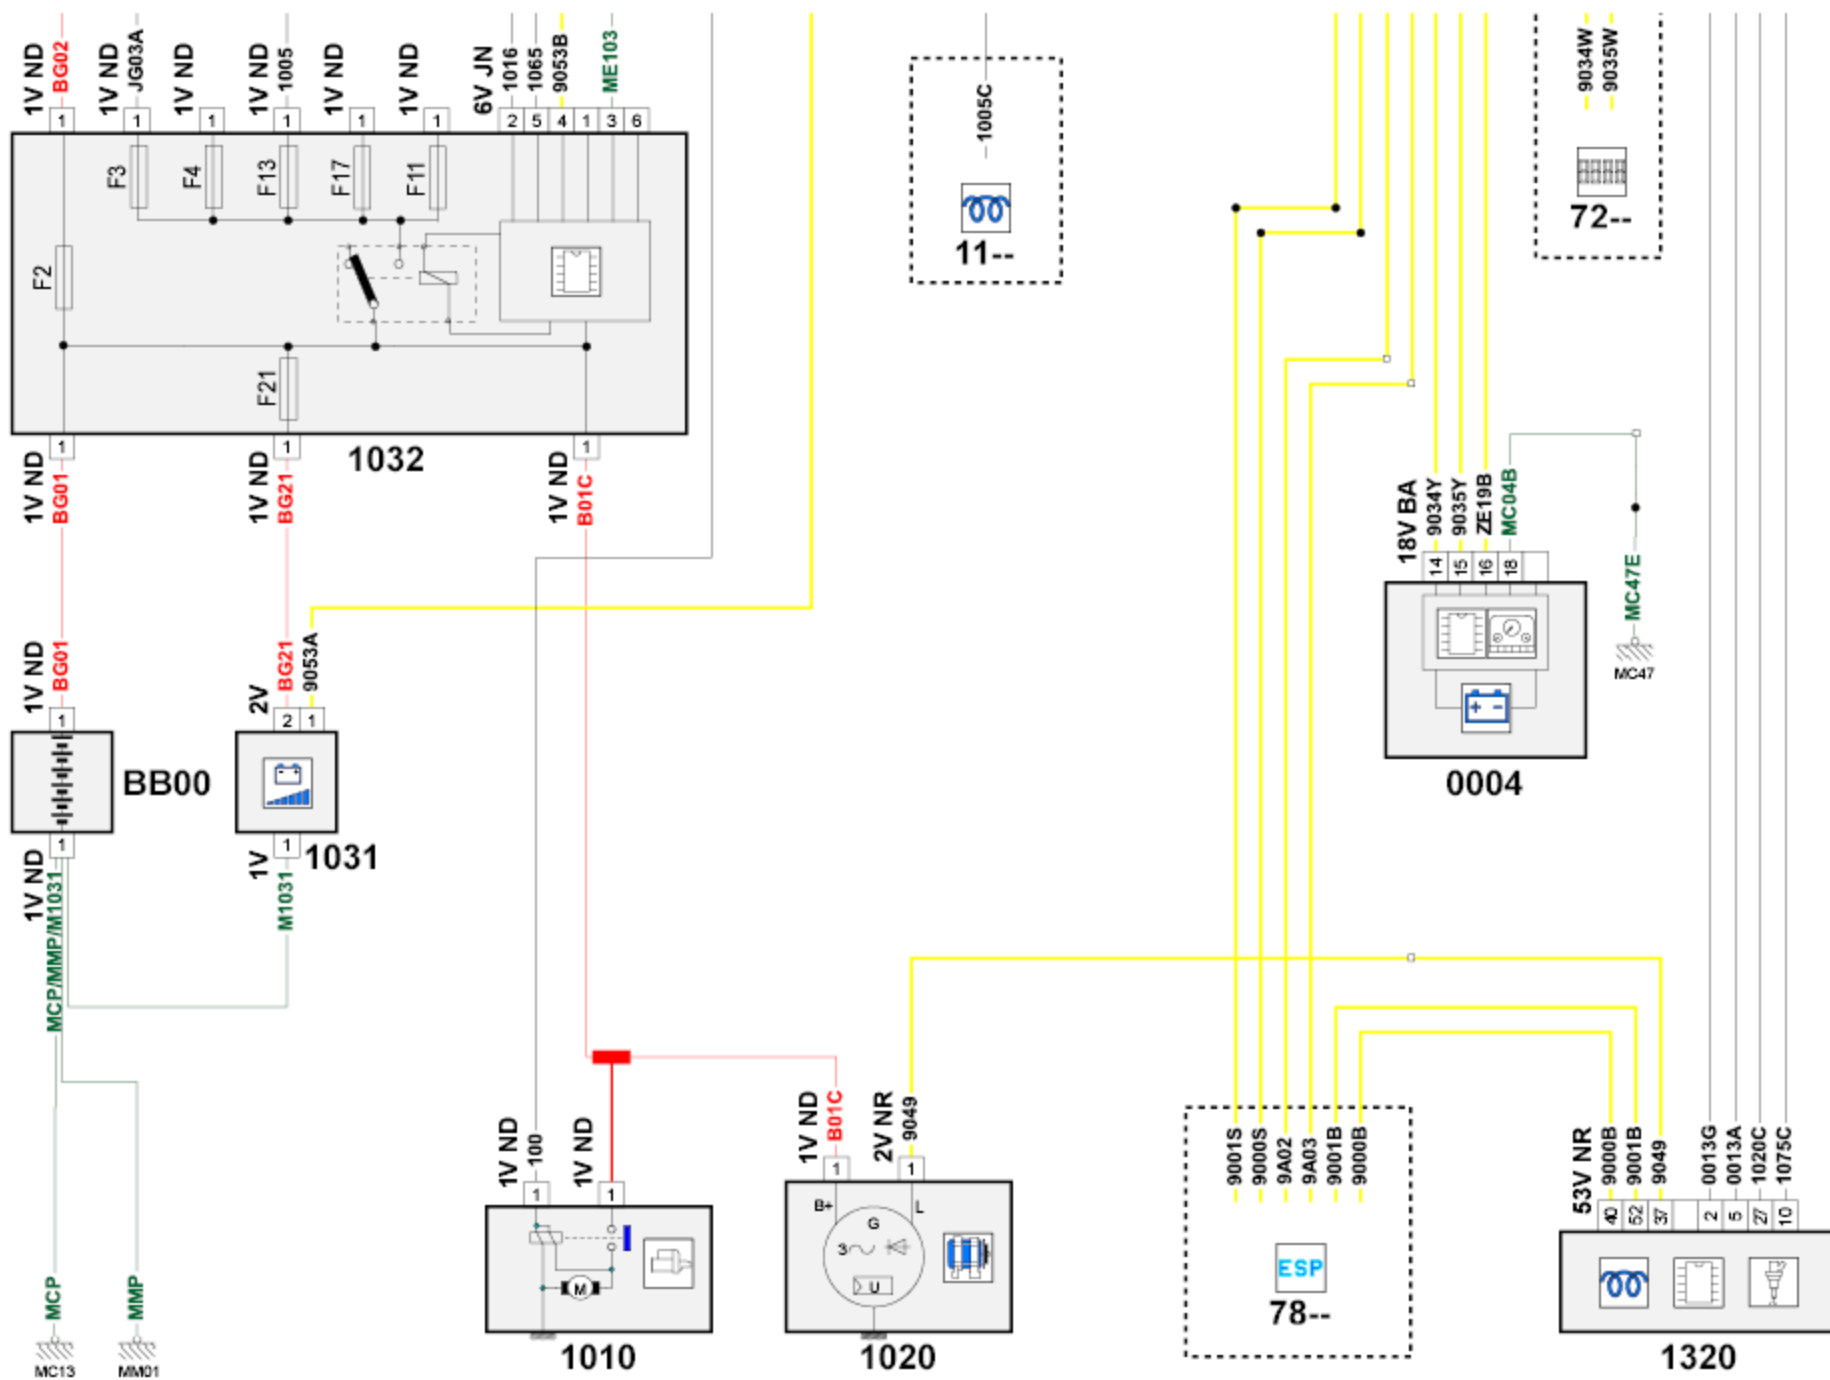 1V ND BG02
1V ND JG03A
1V ND
1V ND 1005
1V ND
1V ND
6V JN 1016 1065 9053B ME103
1 1 1 1 1 1 2 5 4 1 3 6
F3 F4 F13 F17 F11
F2
F21
1 1 1
1032
1V ND BG01
1V ND BG21
1V ND B01C
1005C
11--
9034W 9035W
72--
18V BA 9034Y 9035Y ZE19B MC04B
14 15 16 18
MC47E
MC47
0004
1V ND BG01
2V BG21 9053A
1 2 1
BB00
1 1
1031
1V ND MCP/MMP/M1031
1V M1031
MCP MMP
MC13 MM01
1V ND 100
1V ND
1 1
M
1010
1V ND B01C
2V NR 9049
1 1
B+ L
G
3
U
1020
9001S 9000S 9A02 9A03 9001B 9000B
ESP
78--
53V NR 9000B 9001B 9049 0013G 0013A 1020C 1075C
40 52 37 2 5 27 10
1320